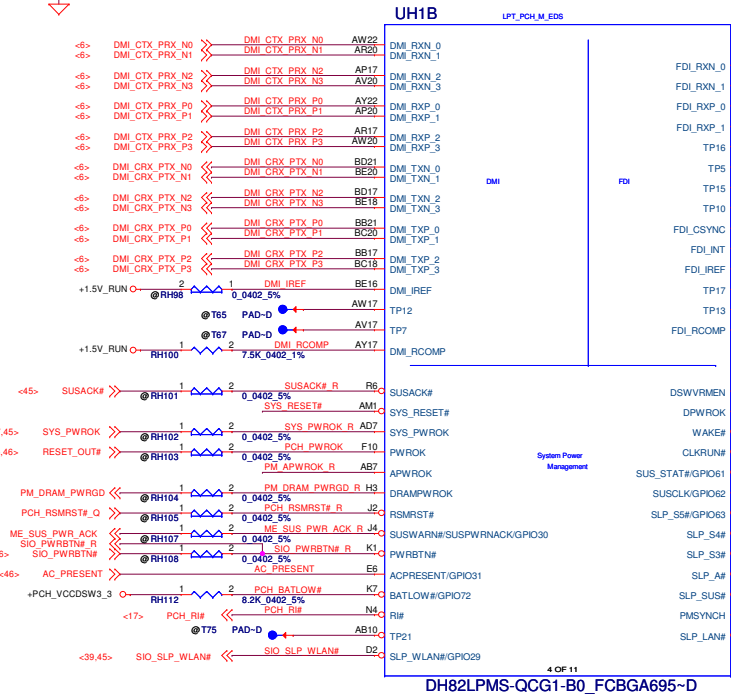 UH1B LPT_PCH_M_EDS
<6> DMI_CTX_PRX_N0 DMI_CTX_PRX_N0 AW22 DMI_RXN_0
<6> DMI_CTX_PRX_N1 DMI_CTX_PRX_N1 AR20 DMI_RXN_1
FDI_RXN_0
<6> DMI_CTX_PRX_N2 DMI_CTX_PRX_N2 AP17 DMI_RXN_2
<6> DMI_CTX_PRX_N3 DMI_CTX_PRX_N3 AV20 DMI_RXN_3 FDI_RXN_1
<6> DMI_CTX_PRX_P0 DMI_CTX_PRX_P0 AY22 DMI_RXP_0 FDI_RXP_0
<6> DMI_CTX_PRX_P1 DMI_CTX_PRX_P1 AP20 DMI_RXP_1
FDI_RXP_1
<6> DMI_CTX_PRX_P2 DMI_CTX_PRX_P2 AR17 DMI_RXP_2
<6> DMI_CTX_PRX_P3 DMI_CTX_PRX_P3 AW20 DMI_RXP_3 TP16
<6> DMI_CRX_PTX_N0 DMI_CRX_PTX_N0 BD21 DMI_TXN_0 TP5
<6> DMI_CRX_PTX_N1 DMI_CRX_PTX_N1 BE20 DMI_TXN_1
DMI FDI
TP15
<6> DMI_CRX_PTX_N2 DMI_CRX_PTX_N2 BD17 DMI_TXN_2
<6> DMI_CRX_PTX_N3 DMI_CRX_PTX_N3 BE18 DMI_TXN_3 TP10
<6> DMI_CRX_PTX_P0 DMI_CRX_PTX_P0 BB21 DMI_TXP_0 FDI_CSYNC
<6> DMI_CRX_PTX_P1 DMI_CRX_PTX_P1 BC20 DMI_TXP_1
FDI_INT
<6> DMI_CRX_PTX_P2 DMI_CRX_PTX_P2 BB17 DMI_TXP_2
<6> DMI_CRX_PTX_P3 DMI_CRX_PTX_P3 BC18 DMI_TXP_3 FDI_IREF
+1.5V_RUN 2 1 DMI_IREF BE16 DMI_IREF TP17
@RH98 0_0402_5%
@T65 PAD~D AW17 TP12 TP13
@T67 PAD~D AV17 TP7 FDI_RCOMP
+1.5V_RUN 1 2 DMI_RCOMP AY17 DMI_RCOMP
RH100 7.5K_0402_1%
<45> SUSACK# 1 2 SUSACK#_R R6 SUSACK# DSWVRMEN
@RH101 0_0402_5%
SYS_RESET# AM1 SYS_RESET# DPWROK
,45> SYS_PWROK 1 2 SYS_PWROK_R AD7 SYS_PWROK WAKE#
@RH102 0_0402_5%
,46> RESET_OUT# 1 2 PCH_PWROK F10 PWROK CLKRUN#
@RH103 0_0402_5%
System Power
Management
PM_APWROK_R AB7 APWROK SUS_STAT#/GPIO61
PM_DRAM_PWRGD 1 2 PM_DRAM_PWRGD_R H3 DRAMPWROK SUSCLK/GPIO62
@RH104 0_0402_5%
PCH_RSMRST#_Q 1 2 PCH_RSMRST#_R J2 RSMRST# SLP_S5#/GPIO63
@RH105 0_0402_5%
ME_SUS_PWR_ACK 1 2 ME_SUS_PWR_ACK_R J4 SUSWARN#/SUSPWRNACK/GPIO30 SLP_S4#
@RH107 0_0402_5%
SIO_PWRBTN#_R
SIO_PWRBTN# 1 2 SIO_PWRBTN#_R K1 PWRBTN# SLP_S3#
@RH108 0_0402_5%
<46> AC_PRESENT AC_PRESENT E6 ACPRESENT/GPIO31 SLP_A#
+PCH_VCCDSW3_3 1 2 PCH_BATLOW# K7 BATLOW#/GPIO72 SLP_SUS#
RH112 8.2K_0402_5%
<17> PCH_RI# PCH_RI# N4 RI# PMSYNCH
@T75 PAD~D AB10 TP21 SLP_LAN#
<39,45> SIO_SLP_WLAN# SIO_SLP_WLAN# D2 SLP_WLAN#/GPIO29
4 OF 11
DH82LPMS-QCG1-B0_FCBGA695~D